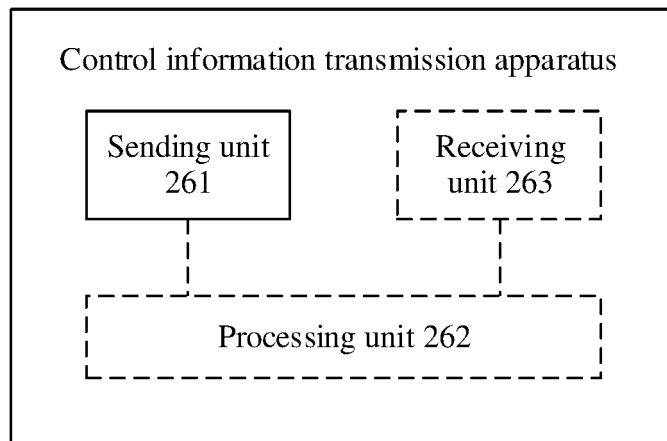 Control information transmission apparatus
Sending unit
261
Receiving
unit 263
Processing unit 262